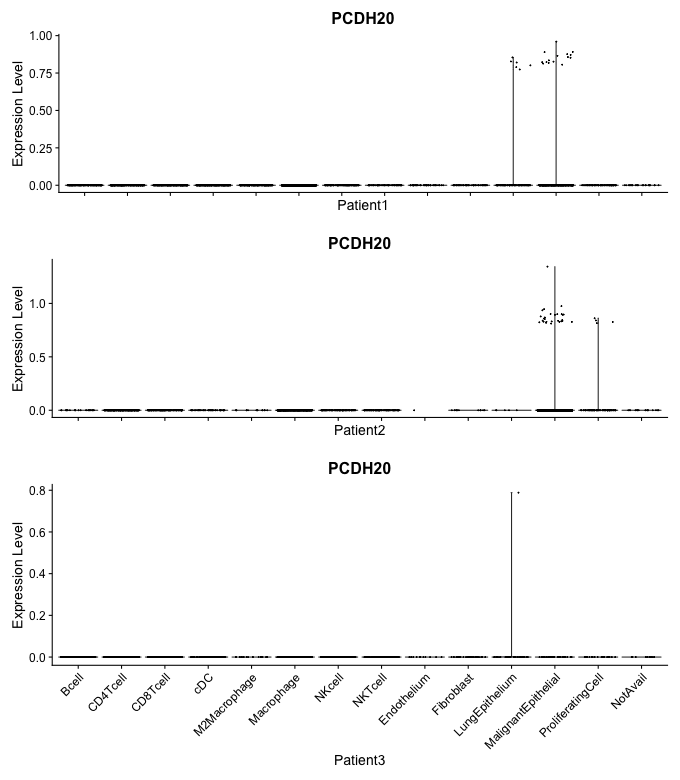 PCDH20
Expression Level
1.00
0.75
0.50
0.25
0.00
Patient1
PCDH20
Expression Level
1.0
0.5
0.0
Patient2
PCDH20
Expression Level
0.8
0.6
0.4
0.2
0.0
Bcell
CD4Tcell
CD8Tcell
cDC
M2Macrophage
Macrophage
NKcell
NKTcell
Endothelium
Fibroblast
LungEpithelium
MalignantEpithelial
ProliferatingCell
NotAvail
Patient3